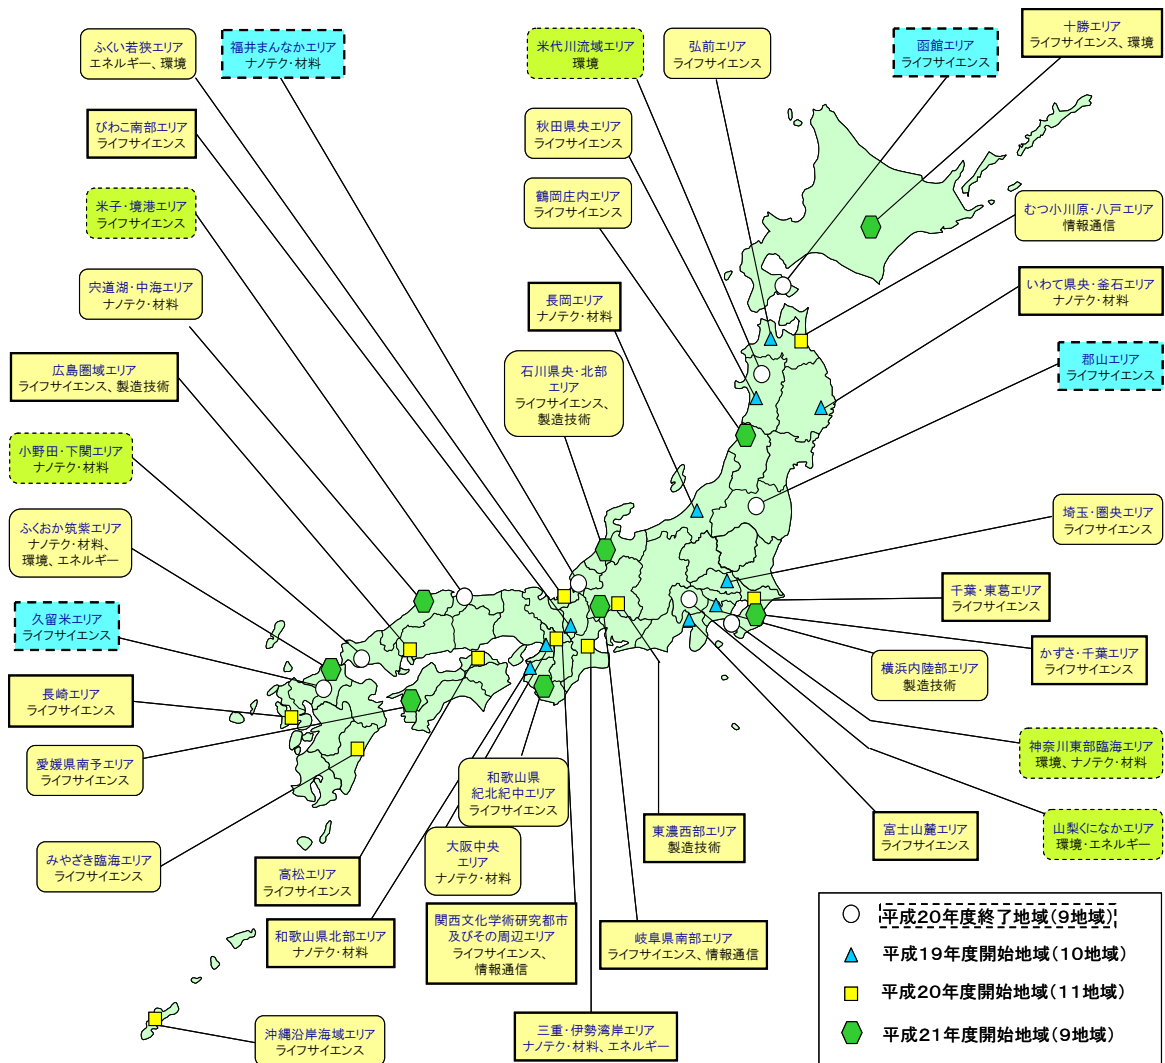 ふくい若狭エリア
エネルギー、環境
福井まんなかエリア
ナノテク・材料
米代川流域エリア
環境
弘前エリア
ライフサイエンス
函館エリア
ライフサイエンス
十勝エリア
ライフサイエンス、環境
びわこ南部エリア
ライフサイエンス
秋田県央エリア
ライフサイエンス
米子・境港エリア
ライフサイエンス
鶴岡庄内エリア
ライフサイエンス
むつ小川原・八戸エリア
情報通信
宍道湖・中海エリア
ナノテク・材料
長岡エリア
ナノテク・材料
いわて県央・釜石エリア
ナノテク・材料
広島圏域エリア
ライフサイエンス、製造技術
石川県央・北部
エリア
ライフサイエンス、
製造技術
郡山エリア
ライフサイエンス
小野田・下関エリア
ナノテク・材料
ふくおか筑紫エリア
ナノテク・材料、
環境、エネルギー
埼玉・圏央エリア
ライフサイエンス
久留米エリア
ライフサイエンス
千葉・東葛エリア
ライフサイエンス
長崎エリア
ライフサイエンス
横浜内陸部エリア
製造技術
かずさ・千葉エリア
ライフサイエンス
愛媛県南予エリア
ライフサイエンス
和歌山県
紀北紀中エリア
ライフサイエンス
神奈川東部臨海エリア
環境、ナノテク・材料
みやざき臨海エリア
ライフサイエンス
高松エリア
ライフサイエンス
大阪中央
エリア
ナノテク・材料
東濃西部エリア
製造技術
富士山麓エリア
ライフサイエンス
山梨くになかエリア
環境・エネルギー
和歌山県北部エリア
ナノテク・材料
関西文化学術研究都市
及びその周辺エリア
ライフサイエンス、
情報通信
岐阜県南部エリア
ライフサイエンス、情報通信
沖縄沿岸海域エリア
ライフサイエンス
三重・伊勢湾岸エリア
ナノテク・材料、エネルギー
平成20年度終了地域(9地域)
平成19年度開始地域(10地域)
平成20年度開始地域(11地域)
平成21年度開始地域(9地域)